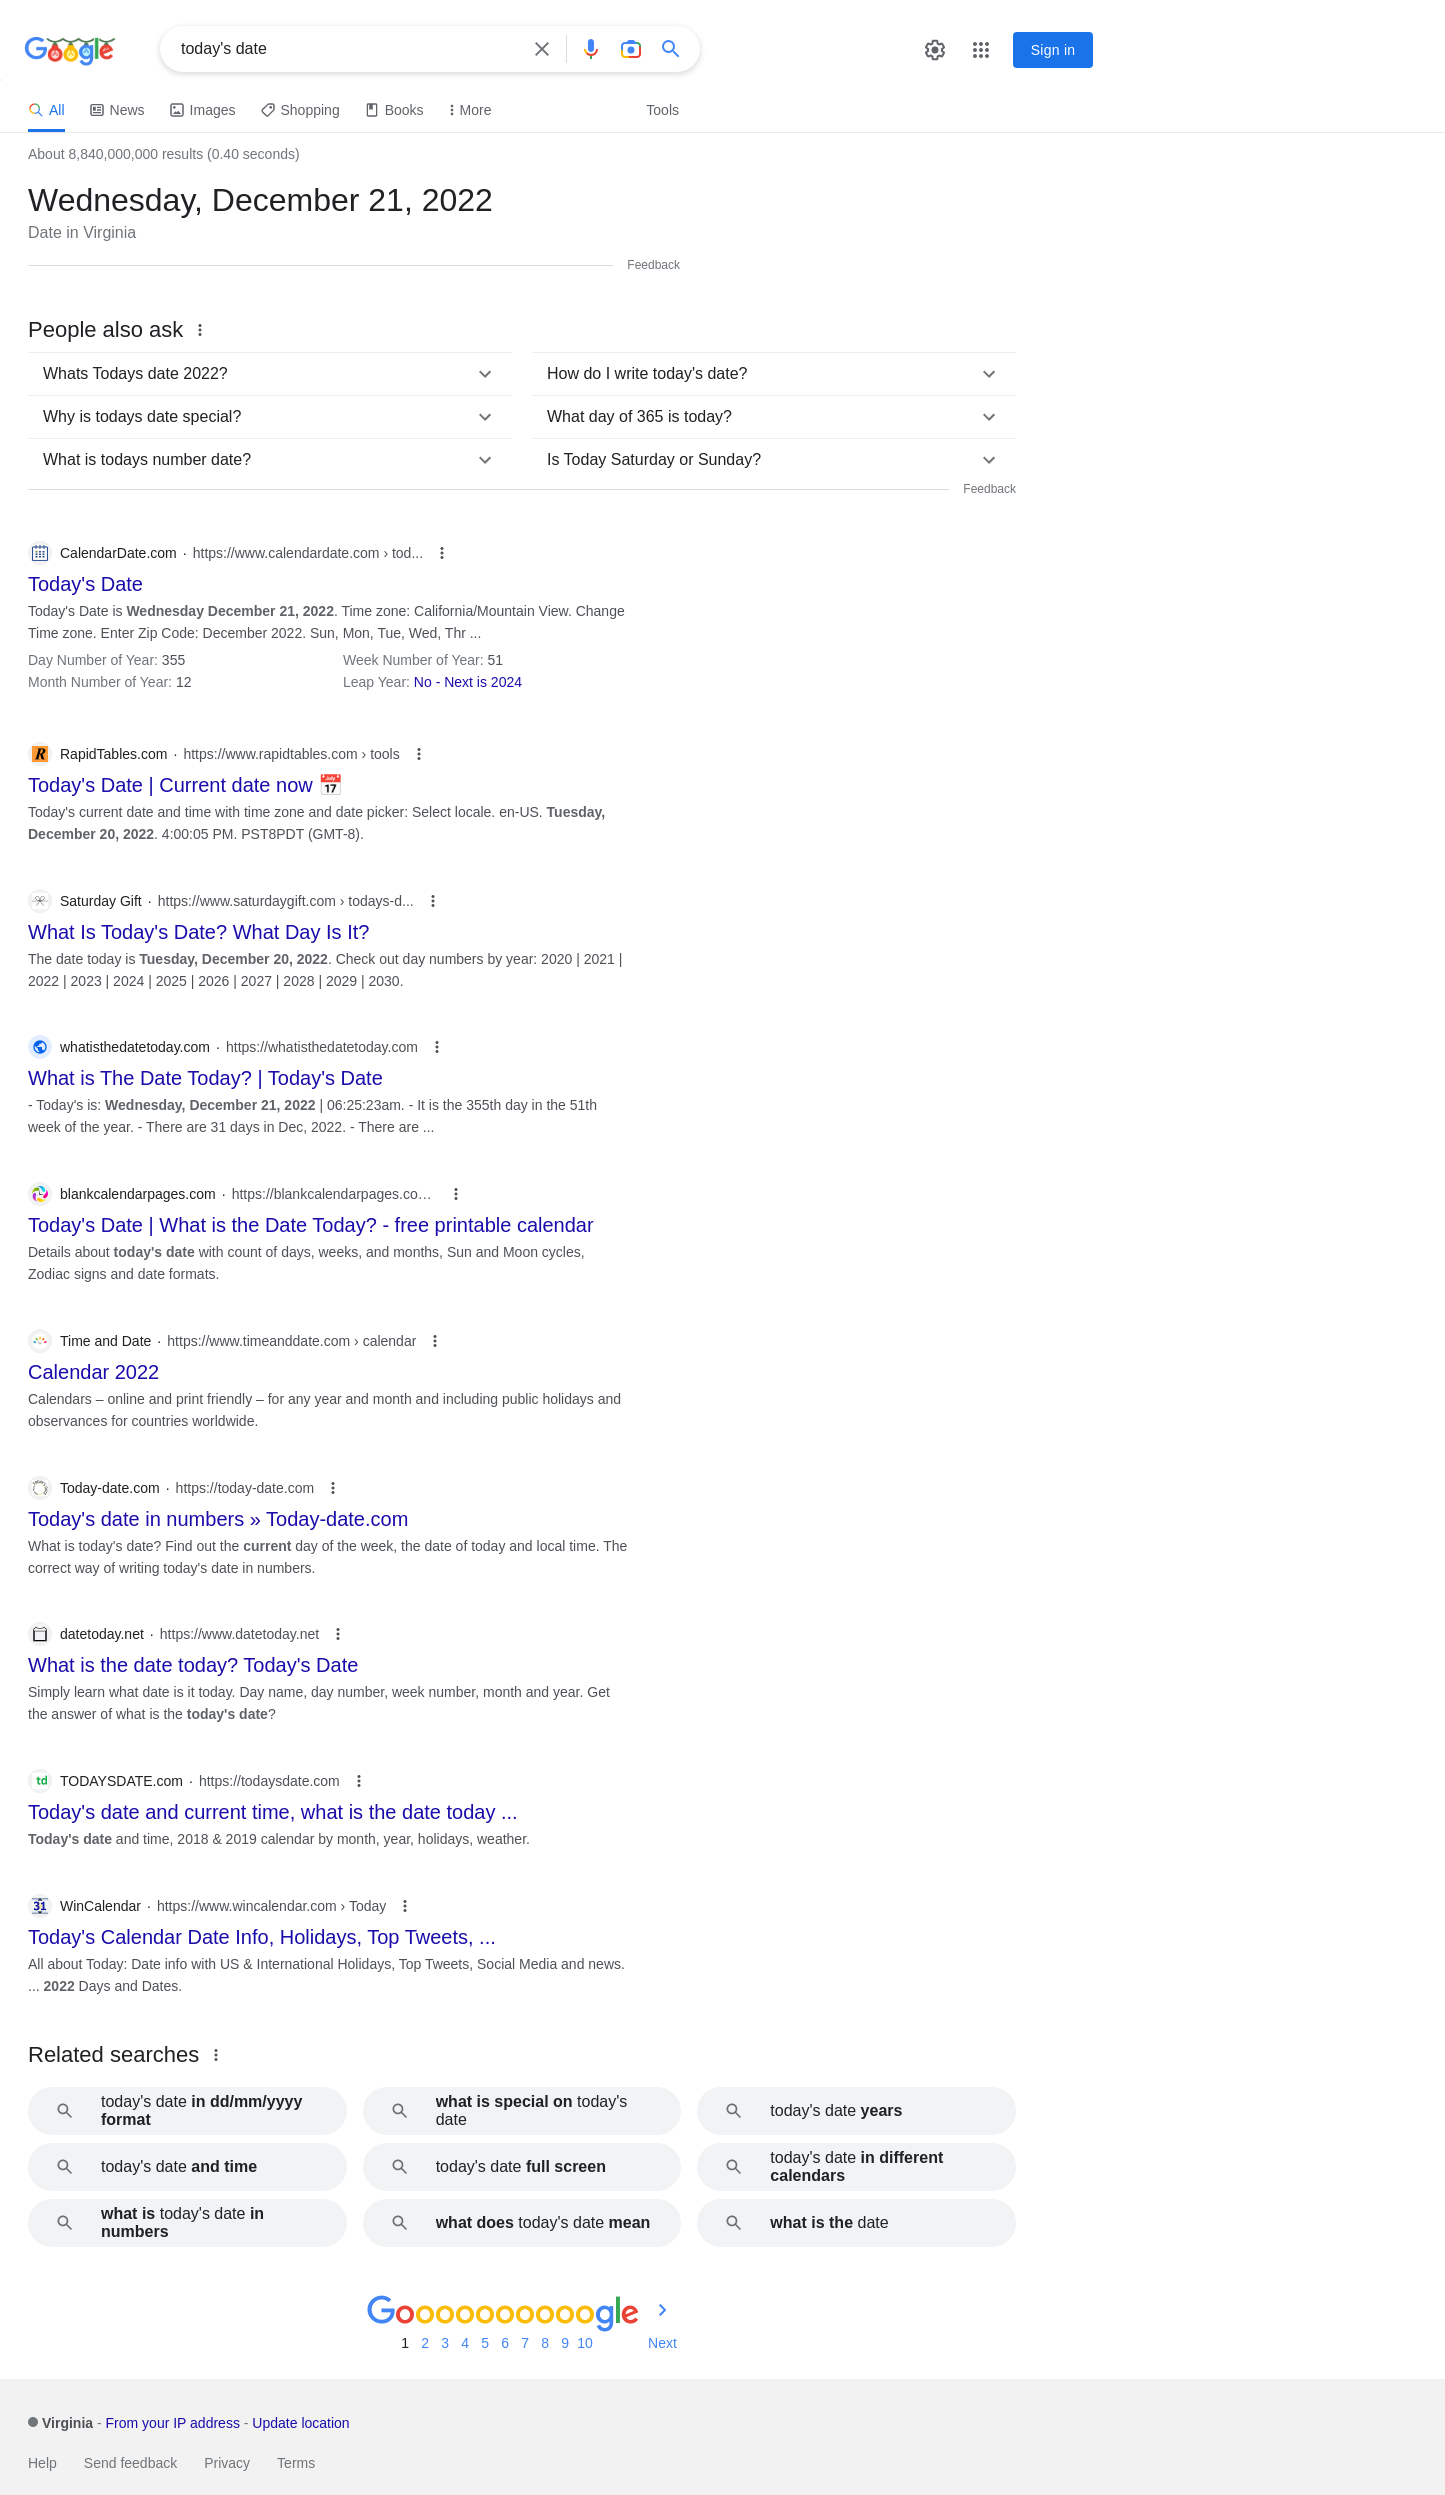 Google
today's date
Sign in
All News Images Shopping Books More Tools
About 8,840,000,000 results (0.40 seconds)
Wednesday, December 21, 2022
Date in Virginia
Feedback
People also ask
Whats Todays date 2022?
How do I write today's date?
Why is todays date special?
What day of 365 is today?
What is todays number date?
Is Today Saturday or Sunday?
Feedback
CalendarDate.com · https://www.calendardate.com › tod...
Today's Date
Today's Date is Wednesday December 21, 2022. Time zone: California/Mountain View. Change
Time zone. Enter Zip Code: December 2022. Sun, Mon, Tue, Wed, Thr ...
Day Number of Year: 355 Week Number of Year: 51
Month Number of Year: 12 Leap Year: No - Next is 2024
R RapidTables.com · https://www.rapidtables.com › tools
Today's Date | Current date now 📅
Today's current date and time with time zone and date picker: Select locale. en-US. Tuesday,
December 20, 2022. 4:00:05 PM. PST8PDT (GMT-8).
Saturday Gift · https://www.saturdaygift.com › todays-d...
What Is Today's Date? What Day Is It?
The date today is Tuesday, December 20, 2022. Check out day numbers by year: 2020 | 2021 |
2022 | 2023 | 2024 | 2025 | 2026 | 2027 | 2028 | 2029 | 2030.
whatisthedatetoday.com · https://whatisthedatetoday.com
What is The Date Today? | Today's Date
- Today's is: Wednesday, December 21, 2022 | 06:25:23am. - It is the 355th day in the 51th
week of the year. - There are 31 days in Dec, 2022. - There are ...
blankcalendarpages.com · https://blankcalendarpages.co…
Today's Date | What is the Date Today? - free printable calendar
Details about today's date with count of days, weeks, and months, Sun and Moon cycles,
Zodiac signs and date formats.
Time and Date · https://www.timeanddate.com › calendar
Calendar 2022
Calendars – online and print friendly – for any year and month and including public holidays and
observances for countries worldwide.
Today-date.com · https://today-date.com
Today's date in numbers » Today-date.com
What is today's date? Find out the current day of the week, the date of today and local time. The
correct way of writing today's date in numbers.
datetoday.net · https://www.datetoday.net
What is the date today? Today's Date
Simply learn what date is it today. Day name, day number, week number, month and year. Get
the answer of what is the today's date?
td TODAYSDATE.com · https://todaysdate.com
Today's date and current time, what is the date today ...
Today's date and time, 2018 & 2019 calendar by month, year, holidays, weather.
31 WinCalendar · https://www.wincalendar.com › Today
Today's Calendar Date Info, Holidays, Top Tweets, ...
All about Today: Date info with US & International Holidays, Top Tweets, Social Media and news.
... 2022 Days and Dates.
Related searches
today's date in dd/mm/yyyy
format
what is special on today's
date
today's date years
today's date and time
today's date full screen
today's date in different
calendars
what is today's date in
numbers
what does today's date mean
what is the date
Goooooooooogle
1 2 3 4 5 6 7 8 9 10 Next
Virginia - From your IP address - Update location
Help Send feedback Privacy Terms